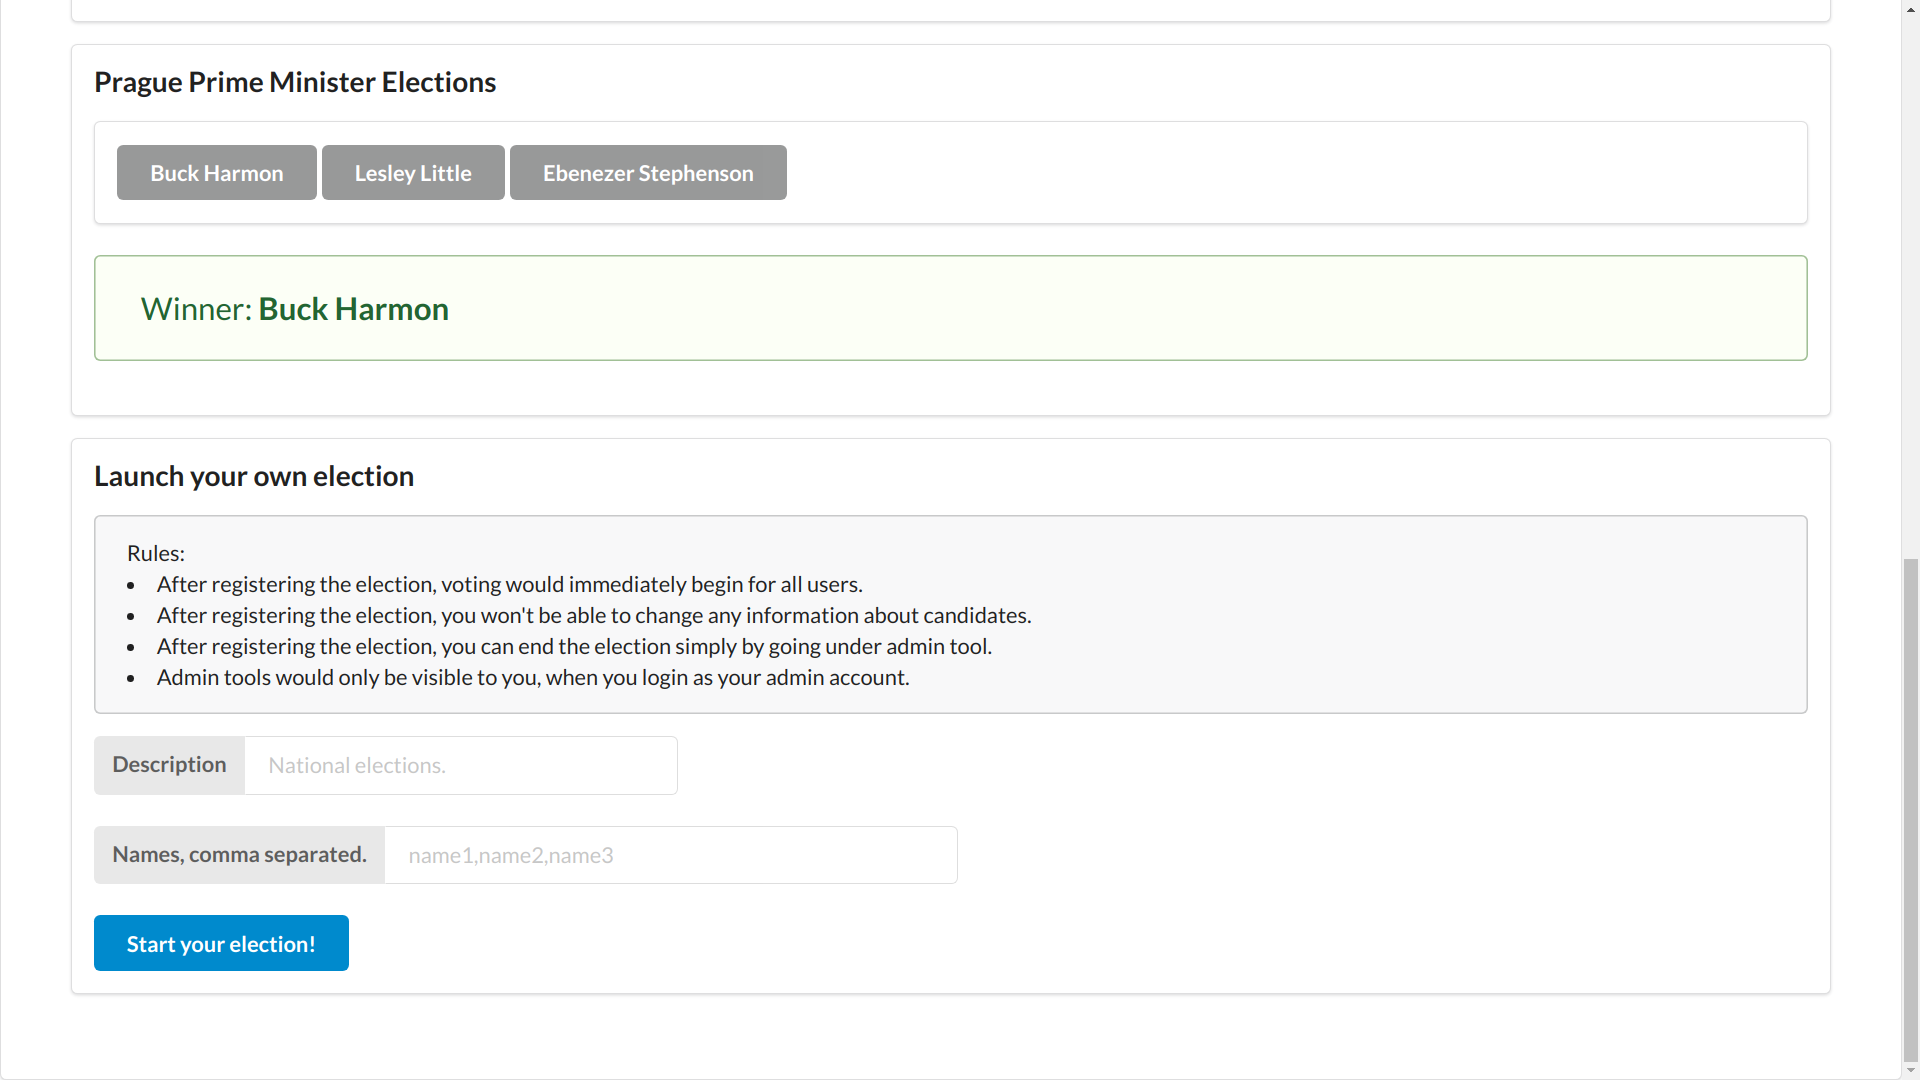 Prague Prime Minister Elections
Buck Harmon Lesley Little Ebenezer Stephenson
Winner: Buck Harmon
Launch your own election
Rules:
• After registering the election, voting would immediately begin for all users.
• After registering the election, you won't be able to change any information about candidates.
• After registering the election, you can end the election simply by going under admin tool.
• Admin tools would only be visible to you, when you login as your admin account.
Description National elections.
Names, comma separated. name1,name2,name3
Start your election!